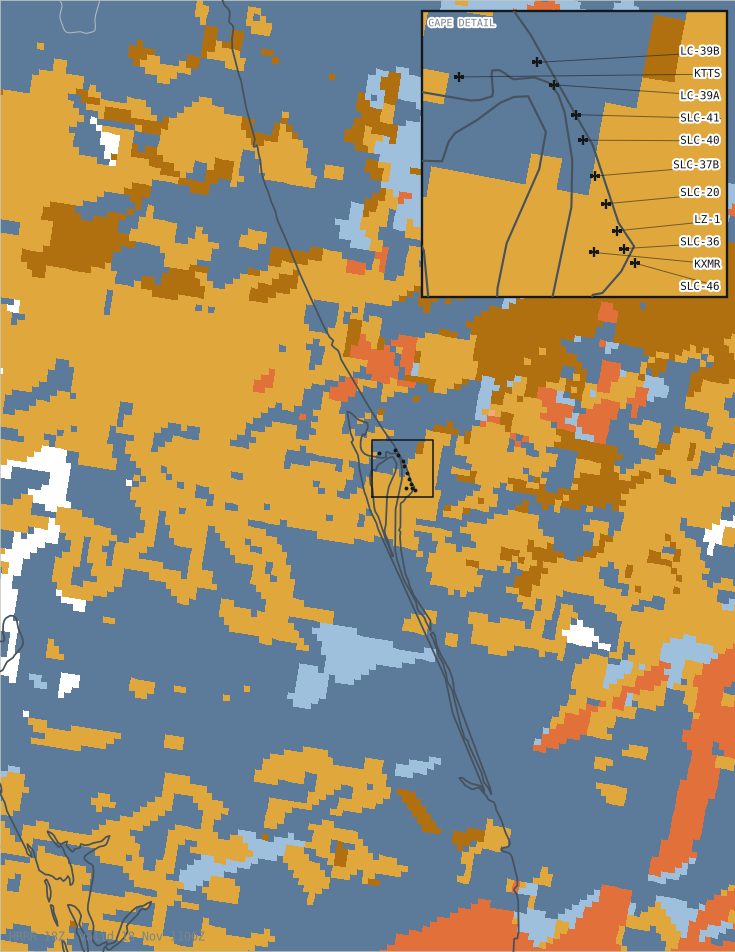 CAPE DETAIL
LC-39B
KTTS
LC-39A
SLC-41
SLC-40
SLC-37B
SLC-20
LZ-1
SLC-36
KXMR
SLC-46